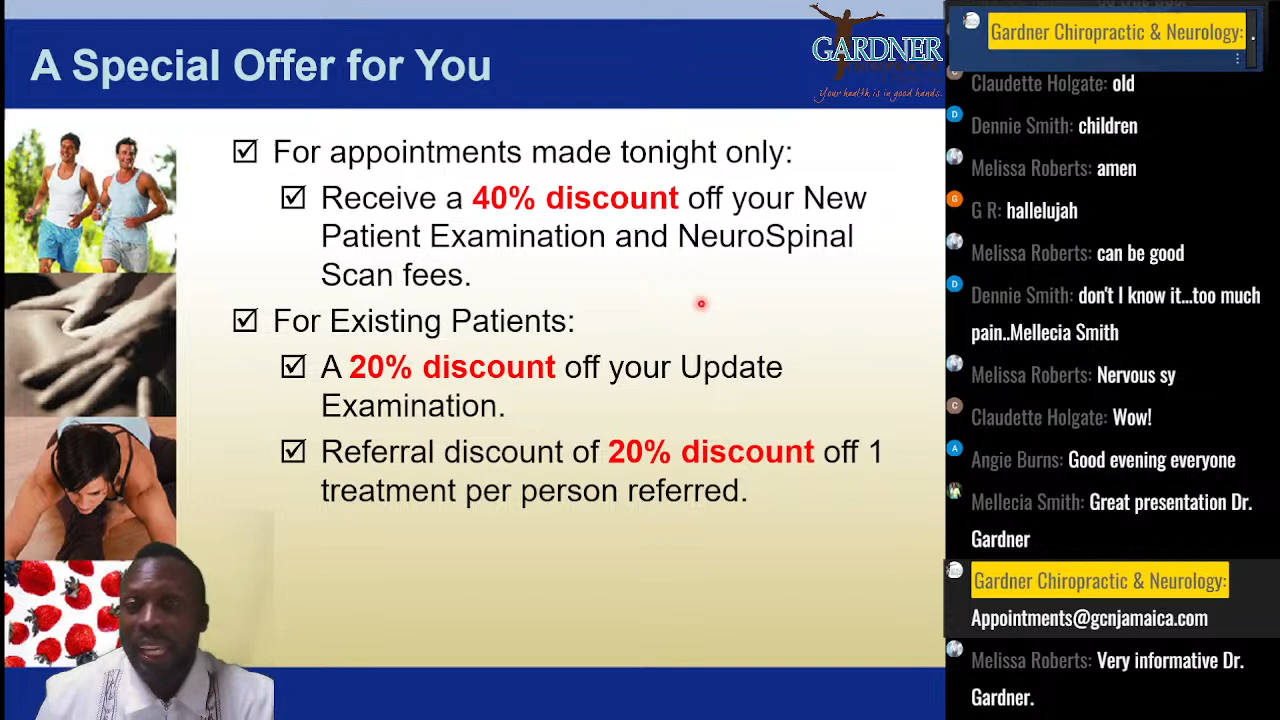 A Special Offer for You
GARDNER
Your health is in good hands.
For appointments made tonight only:
Receive a 40% discount off your New
Patient Examination and NeuroSpinal
Scan fees.
For Existing Patients:
A 20% discount off your Update
Examination.
Referral discount of 20% discount off 1
treatment per person referred.
Gardner Chiropractic & Neurology: .
Claudette Holgate: old
D Dennie Smith: children
Melissa Roberts: amen
G G R: hallelujah
Melissa Roberts: can be good
D Dennie Smith: don't I know it...too much
pain..Mellecia Smith
Melissa Roberts: Nervous sy
C Claudette Holgate: Wow!
A Angie Burns: Good evening everyone
Mellecia Smith: Great presentation Dr.
Gardner
Gardner Chiropractic & Neurology:
Appointments@gcnjamaica.com
Melissa Roberts: Very informative Dr.
Gardner.